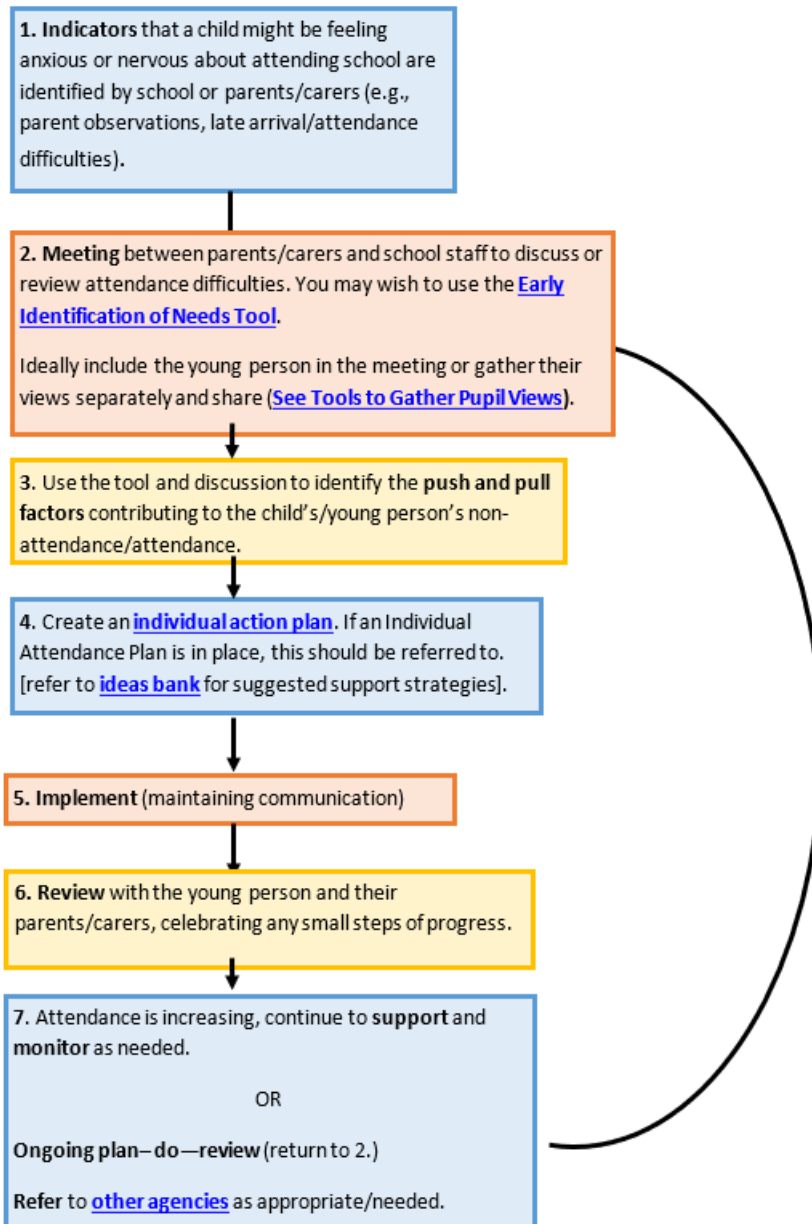 1. Indicators that a child might be feeling
anxious or nervous about attending school are
identified by school or parents/carers (e.g.,
parent observations, late arrival/attendance
difficulties).
2. Meeting between parents/carers and school staff to discuss or
review attendance difficulties. You may wish to use the Early
Identification of Needs Tool.
Ideally include the young person in the meeting or gather their
views separately and share (See Tools to Gather Pupil Views).
3. Use the tool and discussion to identify the push and pull
factors contributing to the child's/young person's non-
attendance/attendance.
4. Create an individual action plan. If an Individual
Attendance Plan is in place, this should be referred to.
[refer to ideas bank for suggested support strategies].
5. Implement (maintaining communication)
6. Review with the young person and their
parents/carers, celebrating any small steps of progress.
7. Attendance is increasing, continue to support and
monitor as needed.
OR
Ongoing plan– do—review (return to 2.)
Refer to other agencies as appropriate/needed.